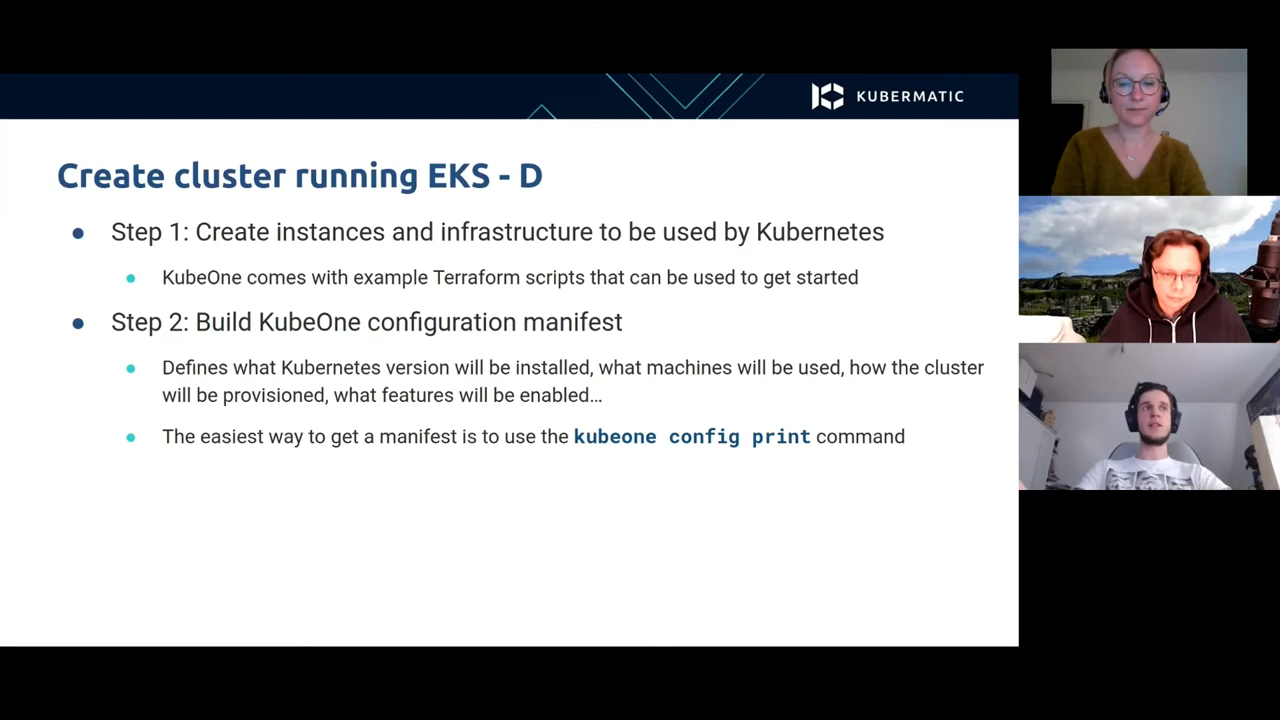 KUBERMATIC
Create cluster running EKS - D
● Step 1: Create instances and infrastructure to be used by Kubernetes
● KubeOne comes with example Terraform scripts that can be used to get started
● Step 2: Build KubeOne configuration manifest
● Defines what Kubernetes version will be installed, what machines will be used, how the cluster
will be provisioned, what features will be enabled…
● The easiest way to get a manifest is to use the kubeone config print command